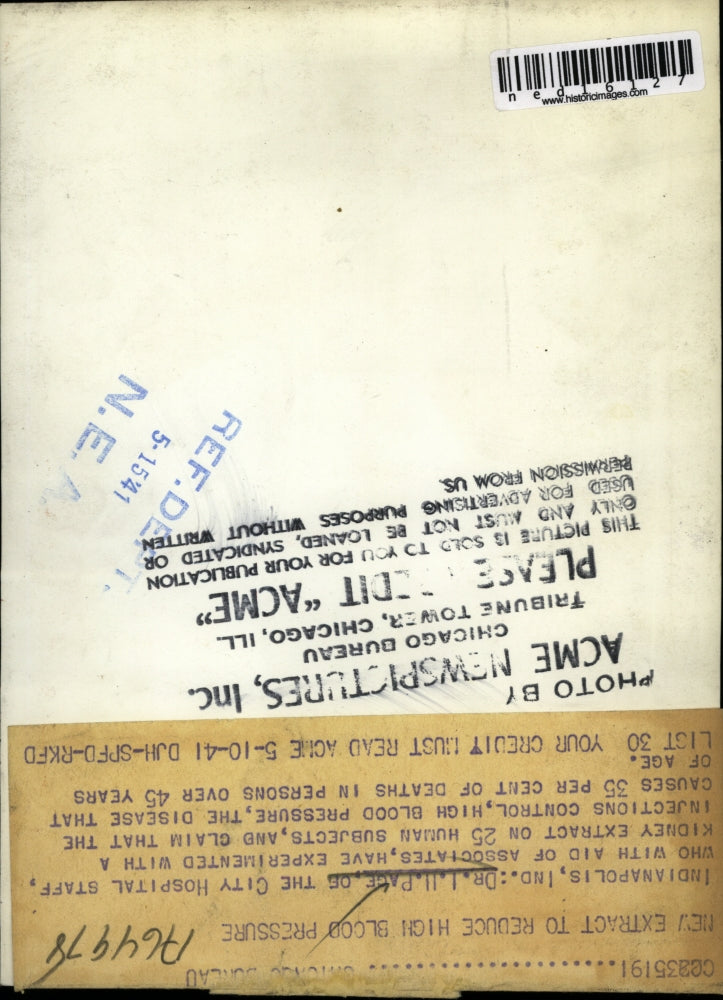 ned16127
www.historicimages.com
REF. DEPT.
5-15-41
N.E.A.
PHOTO BY
ACME NEWSPICTURES, Inc.
CHICAGO BUREAU
TRIBUNE TOWER, CHICAGO, ILL.
PLEASE EDIT "ACME"
THIS PICTURE IS SOLD TO YOU FOR YOUR PUBLICATION
ONLY AND MUST NOT BE LOANED, SYNDICATED OR
USED FOR ADVERTISING PURPOSES WITHOUT WRITTEN
PERMISSION FROM US.
CHICAGO BUREAU
NEW EXTRACT TO REDUCE HIGH BLOOD PRESSURE
INDIANAPOLIS, IND.: DR. I.H. PAGE, OF THE CITY HOSPITAL STAFF,
WHO WITH AID OF ASSOCIATES, HAVE EXPERIMENTED WITH A
KIDNEY EXTRACT ON 25 HUMAN SUBJECTS, AND CLAIM THAT THE
INJECTIONS CONTROL, HIGH BLOOD PRESSURE, THE DISEASE THAT
CAUSES 35 PER CENT OF DEATHS IN PERSONS OVER 45 YEARS
OF AGE.
LIST 30 YOUR CREDIT MUST READ ACME 5-10-41 DJH-SPFD-RKFD